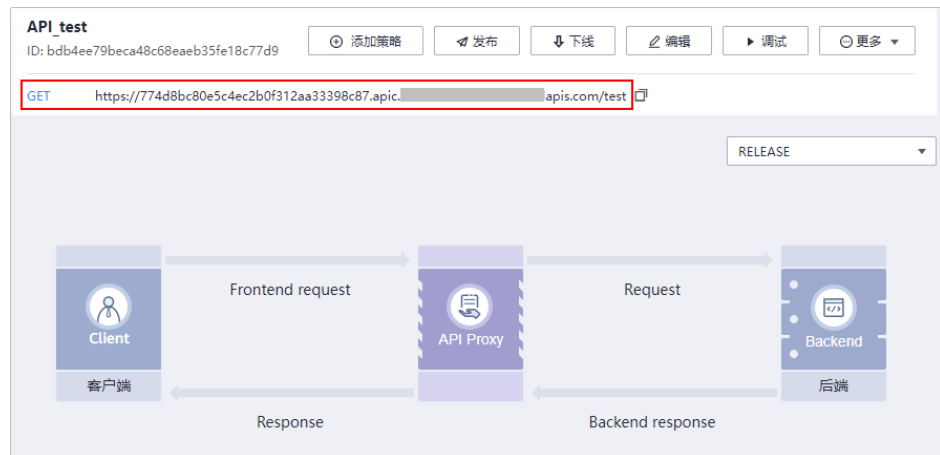 API_test
ID: bdb4ee79beca48c68eaeb35fe18c77d9
添加策略 发布 下线 编辑 调试 更多
GET https://774d8bc80e5c4ec2b0f312aa33398c87.apic. apis.com/test
RELEASE
Frontend request Request
Client API Proxy Backend
客户端 后端
Response Backend response